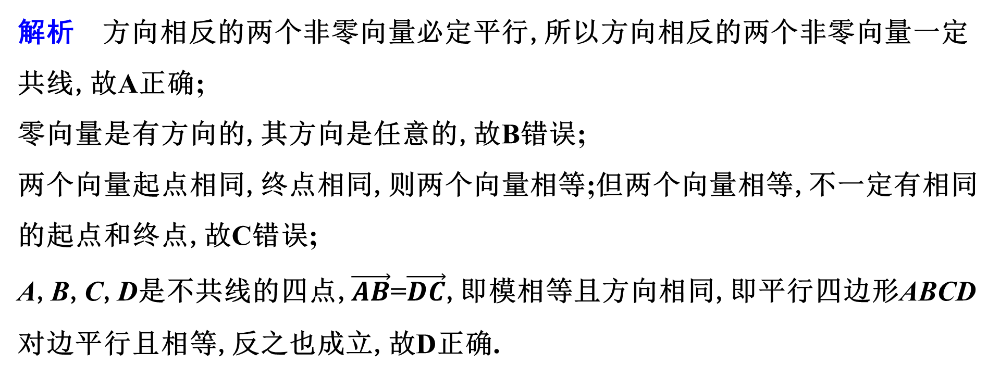 解析 方向相反的两个非零向量必定平行,所以方向相反的两个非零向量一定
共线,故A正确;
零向量是有方向的,其方向是任意的,故B错误;
两个向量起点相同,终点相同,则两个向量相等;但两个向量相等,不一定有相同
的起点和终点,故C错误;
A,B,C,D是不共线的四点,$\overrightarrow{AB}=\overrightarrow{DC}$,即模相等且方向相同,即平行四边形ABCD
对边平行且相等,反之也成立,故D正确.